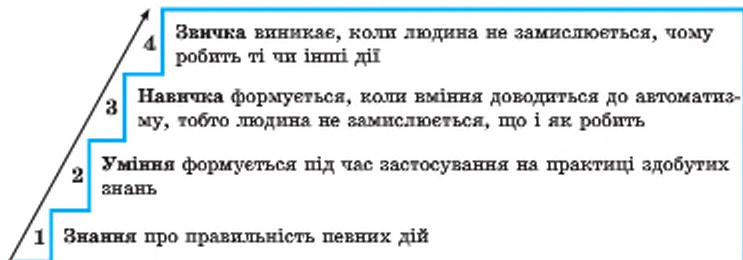 4
Звичка виникає, коли людина не замислюється, чому
робить ті чи інші дії
3
Навичка формується, коли вміння доводиться до автоматиз-
му, тобто людина не замислюється, що і як робить
2
Уміння формується під час застосування на практиці здобутих
знань
1
Знання про правильність певних дій